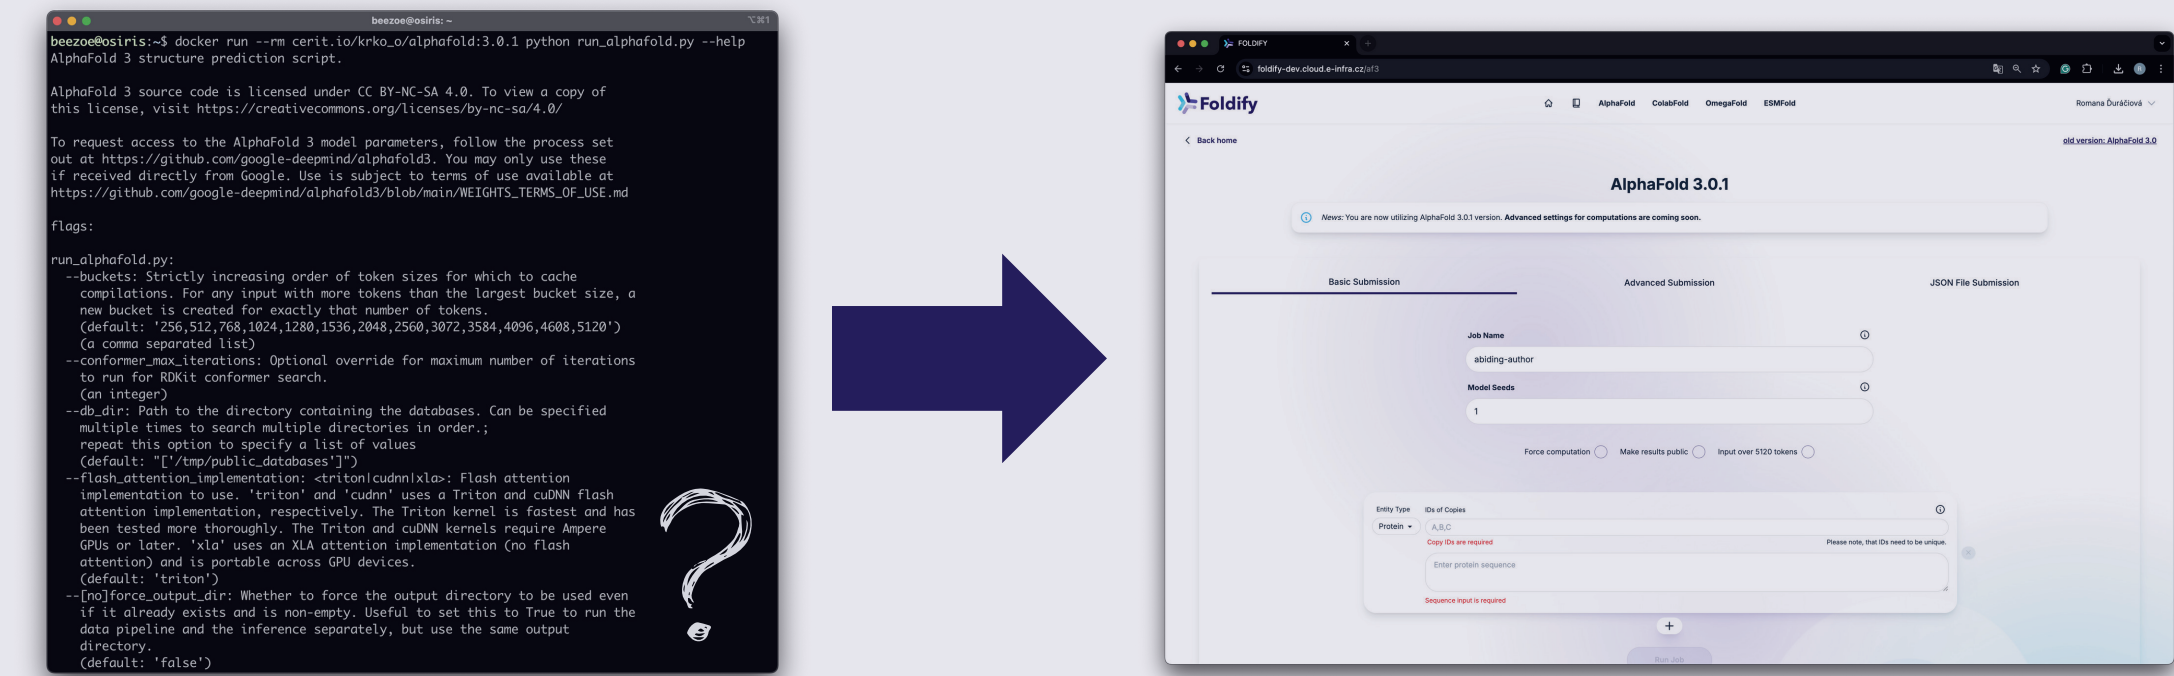 beezoe@osiris: ~
⌥⌘1
beezoe@osiris:~$ docker run --rm cerit.io/krko_o/alphafold:3.0.1 python run_alphafold.py --help
AlphaFold 3 structure prediction script.
AlphaFold 3 source code is licensed under CC BY-NC-SA 4.0. To view a copy of
this license, visit https://creativecommons.org/licenses/by-nc-sa/4.0/
To request access to the AlphaFold 3 model parameters, follow the process set
out at https://github.com/google-deepmind/alphafold3. You may only use these
if received directly from Google. Use is subject to terms of use available at
https://github.com/google-deepmind/alphafold3/blob/main/WEIGHTS_TERMS_OF_USE.md
flags:
run_alphafold.py:
--buckets: Strictly increasing order of token sizes for which to cache
compilations. For any input with more tokens than the largest bucket size, a
new bucket is created for exactly that number of tokens.
(default: '256,512,768,1024,1280,1536,2048,2560,3072,3584,4096,4608,5120')
(a comma separated list)
--conformer_max_iterations: Optional override for maximum number of iterations
to run for RDKit conformer search.
(an integer)
--db_dir: Path to the directory containing the databases. Can be specified
multiple times to search multiple directories in order.;
repeat this option to specify a list of values
(default: "['/tmp/public_databases']")
--flash_attention_implementation: <triton|cudnn|xla>: Flash attention
implementation to use. 'triton' and 'cudnn' uses a Triton and cuDNN flash
attention implementation, respectively. The Triton kernel is fastest and has
been tested more thoroughly. The Triton and cuDNN kernels require Ampere
GPUs or later. 'xla' uses an XLA attention implementation (no flash
attention) and is portable across GPU devices.
(default: 'triton')
--[no]force_output_dir: Whether to force the output directory to be used even
if it already exists and is non-empty. Useful to set this to True to run the
data pipeline and the inference separately, but use the same output
directory.
(default: 'false')
?
FOLDIFY
foldify-dev.cloud.e-infra.cz/af3
Foldify
AlphaFold ColabFold OmegaFold ESMFold
Romana Ďuráčiová
Back home
old version: AlphaFold 3.0
AlphaFold 3.0.1
News: You are now utilizing AlphaFold 3.0.1 version. Advanced settings for computations are coming soon.
Basic Submission Advanced Submission JSON File Submission
Job Name
abiding-author
Model Seeds
1
Force computation Make results public Input over 5120 tokens
Entity Type IDs of Copies
Protein A,B,C
Copy IDs are required Please note, that IDs need to be unique.
Enter protein sequence
Sequence input is required
+
Run Job